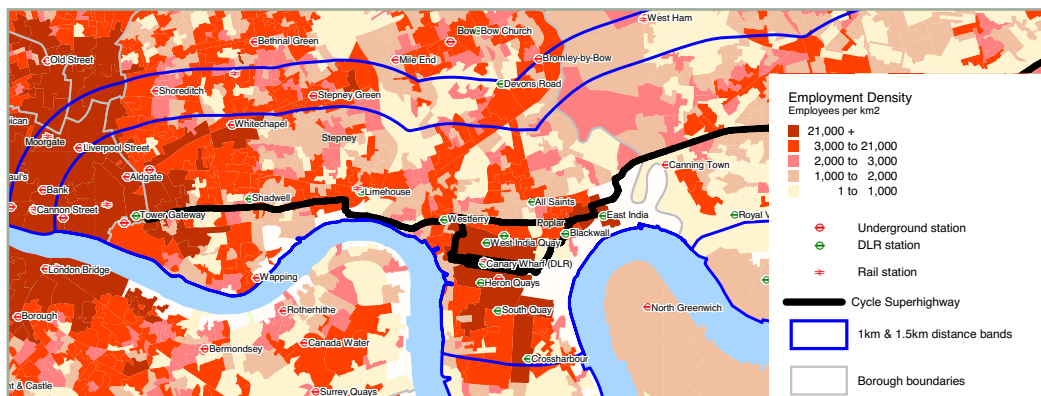 West Ham
Bow
Bow Church
Bethnal Green
Old Street
Mile End
Bromley-by-Bow
Devons Road
Shoreditch
Stepney Green
Whitechapel
Stepney
Moorgate
Liverpool Street
Canning Town
Aldgate
Bank
Limehouse
Shadwell
All Saints
Cannon Street
Tower Gateway
Westferry
Poplar
East India
Blackwall
West India Quay
Canary Wharf (DLR)
London Bridge
Wapping
Heron Quays
Rotherhithe
South Quay
North Greenwich
Borough
Canada Water
Bermondsey
Crossharbour
Surrey Quays
Employment Density
Employees per km2
21,000 +
3,000 to 21,000
2,000 to 3,000
1,000 to 2,000
1 to 1,000
Underground station
DLR station
Rail station
Cycle Superhighway
1km & 1.5km distance bands
Borough boundaries